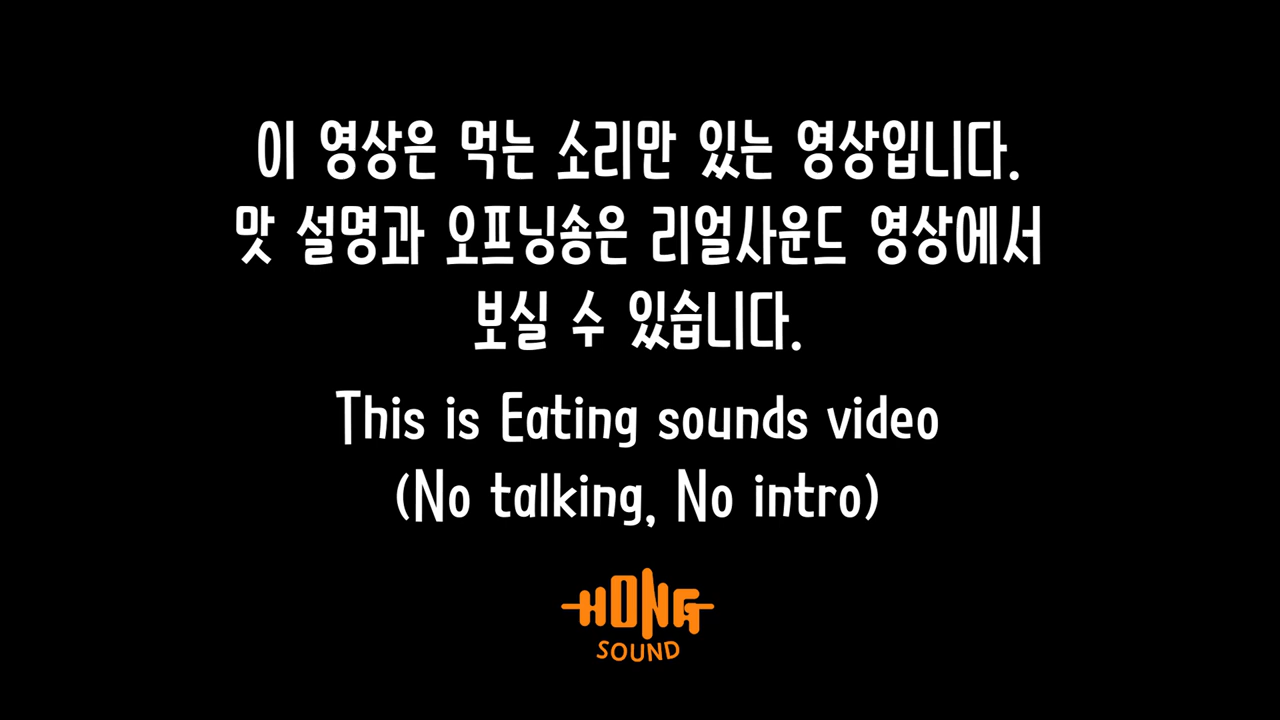 이 영상은 먹는 소리만 있는 영상입니다.
맛 설명과 오프닝송은 리얼사운드 영상에서
보실 수 있습니다.
This is Eating sounds video
(No talking, No intro)
HONG
SOUND